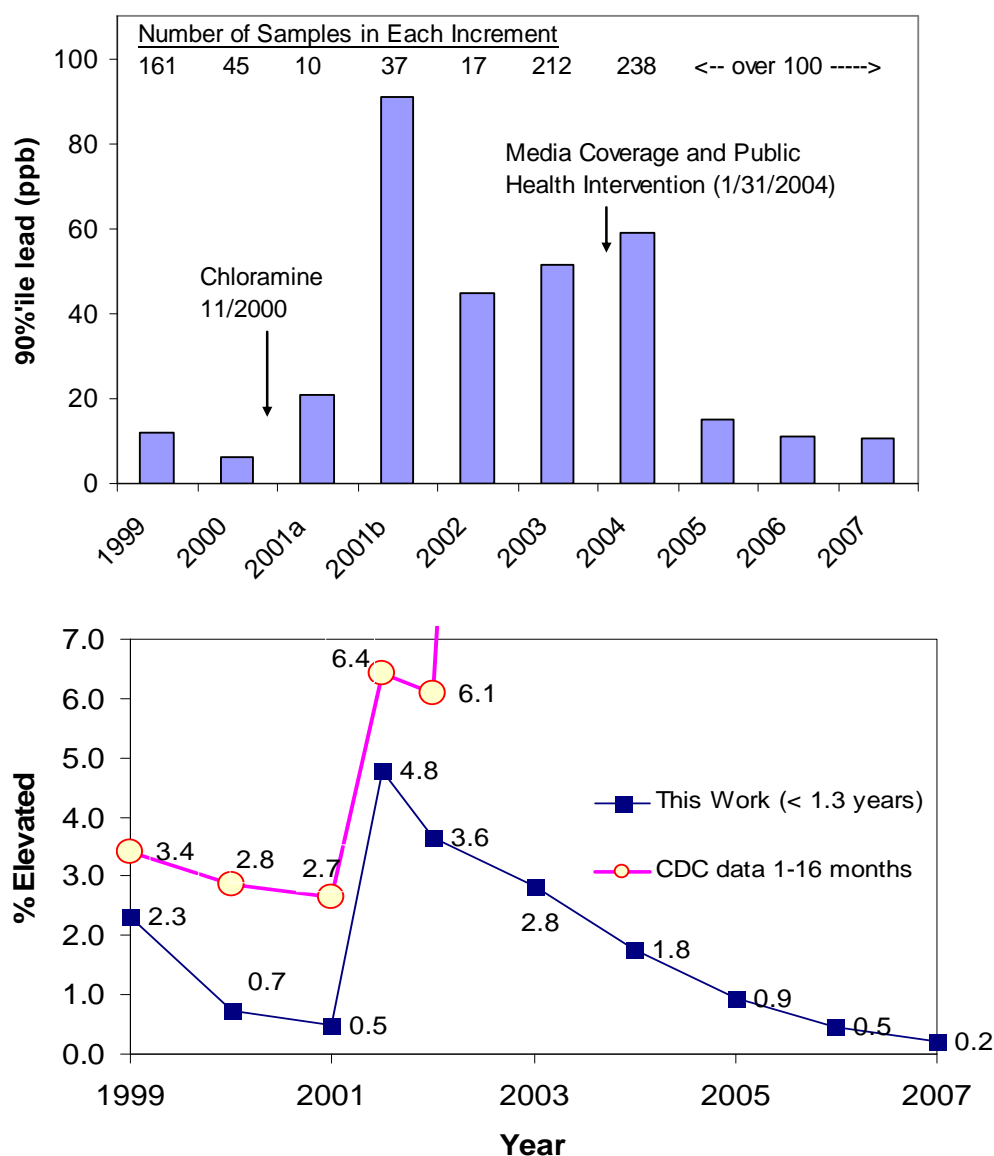 Number of Samples in Each Increment
161 45 10 37 17 212 238 <-- over 100 ----->
100
80
60
40
20
0
90%'ile lead (ppb)
Media Coverage and Public
Health Intervention (1/31/2004)
Chloramine
11/2000
1999 2000 2001a 2001b 2002 2003 2004 2005 2006 2007
7.0
6.0
5.0
4.0
3.0
2.0
1.0
0.0
% Elevated
6.4
6.1
4.8
This Work (< 1.3 years)
3.6
3.4
2.8
2.7
CDC data 1-16 months
2.3
2.8
1.8
0.7
0.5
0.9
0.5
0.2
1999 2001 2003 2005 2007
Year